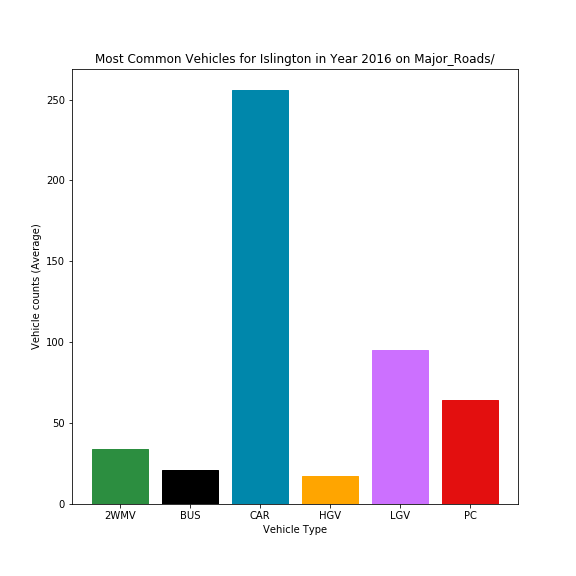 Most Common Vehicles for Islington in Year 2016 on Major_Roads/
250
200
150
100
50
0
Vehicle counts (Average)
2WMV BUS CAR HGV LGV PC
Vehicle Type